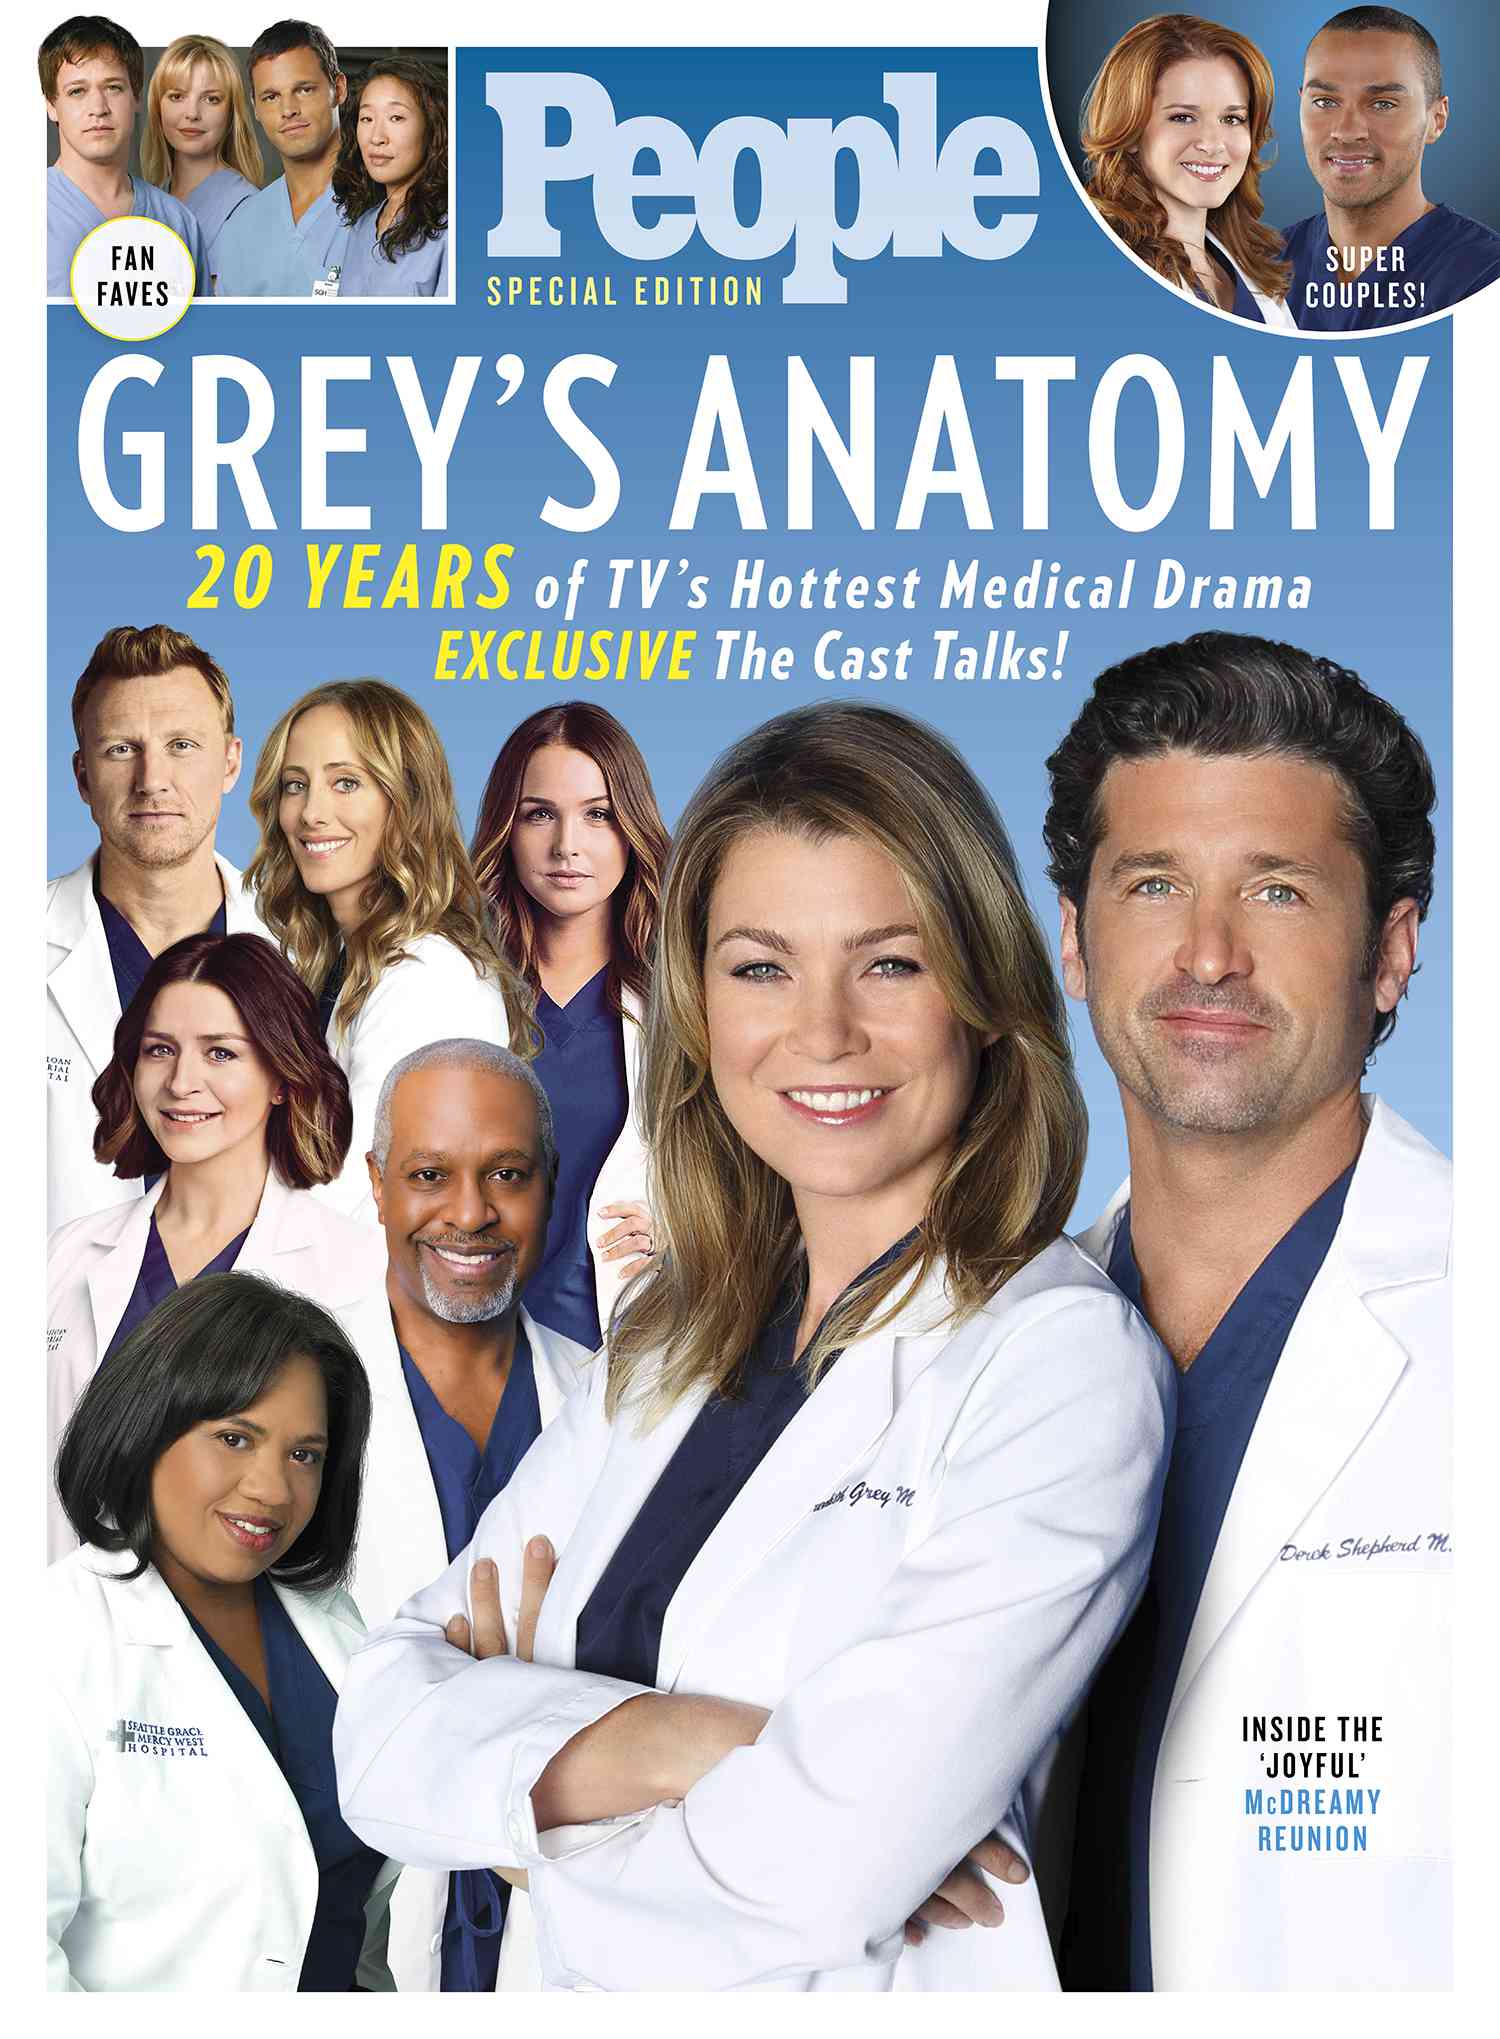 FAN
FAVES
People
SPECIAL EDITION
SUPER
COUPLES!
GREY'S ANATOMY
20 YEARS of TV's Hottest Medical Drama
EXCLUSIVE The Cast Talks!
Grey M
Derek Shepherd M.
SEATTLE GRACE
MERCY WEST
HOSPITAL
INSIDE THE
‘JOYFUL’
McDREAMY
REUNION